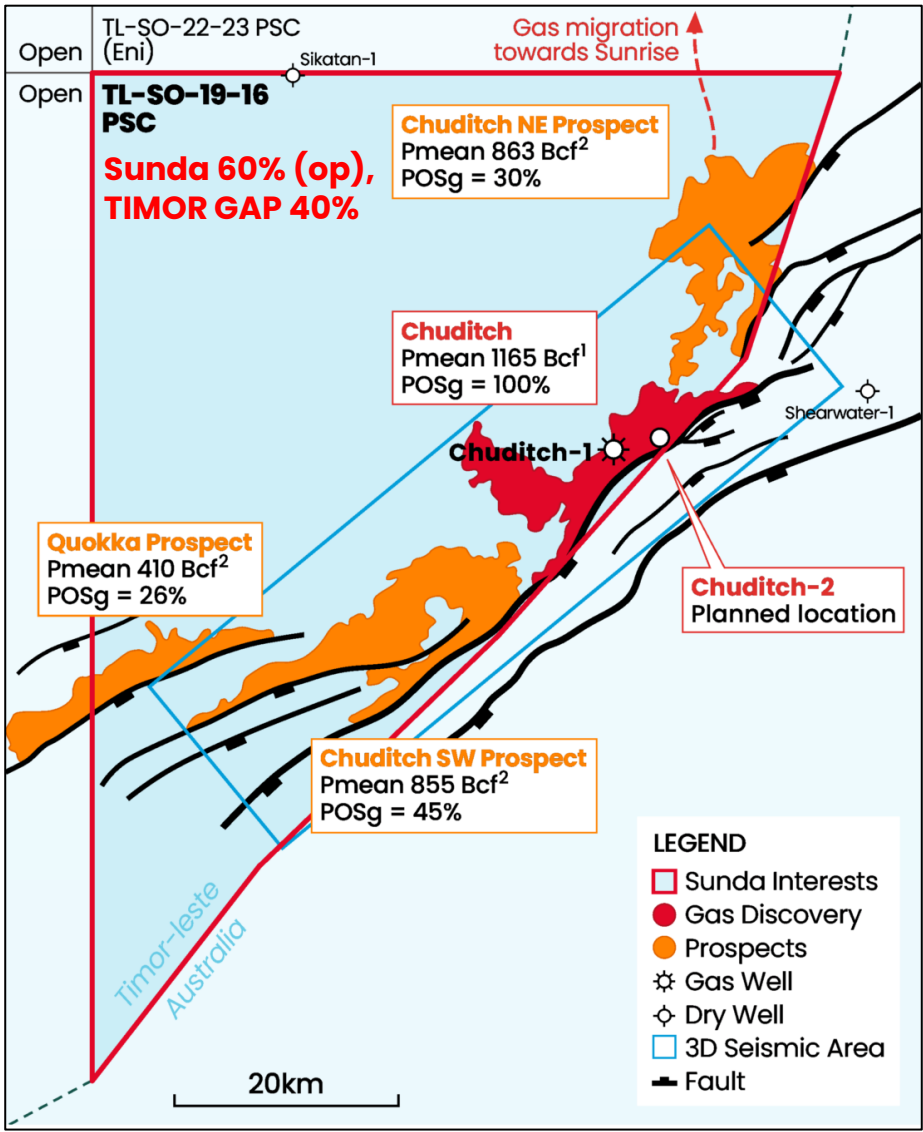 TL-SO-22-23 PSC
(Eni)
Open
Sikatan-1
Gas migration
towards Sunrise
Open
TL-SO-19-16
PSC
Sunda 60% (op),
TIMOR GAP 40%
Chuditch NE Prospect
Pmean 863 Bcf²
POSg = 30%
Chuditch
Pmean 1165 Bcf¹
POSg = 100%
Shearwater-1
Chuditch-1
Quokka Prospect
Pmean 410 Bcf²
POSg = 26%
Chuditch-2
Planned location
Chuditch SW Prospect
Pmean 855 Bcf²
POSg = 45%
Timor-leste
Australia
20km
LEGEND
Sunda Interests
Gas Discovery
Prospects
Gas Well
Dry Well
3D Seismic Area
Fault